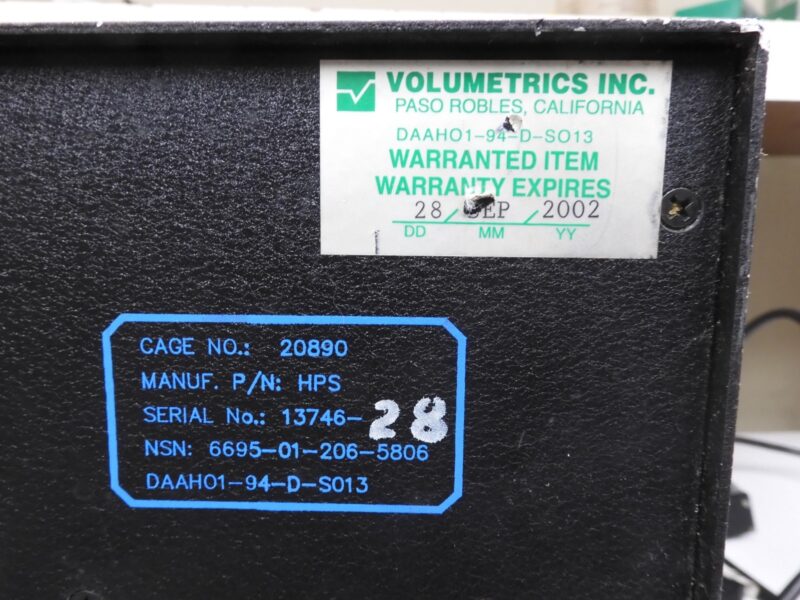 VOLUMETRICS INC.
PASO ROBLES, CALIFORNIA
DAAHO1-94-D-SO13
WARRANTED ITEM
WARRANTY EXPIRES
28/SEP/2002
DD MM YY
CAGE NO.: 20890
MANUF. P/N: HPS
SERIAL No.: 13746-28
NSN: 6695-01-206-5806
DAAHO1-94-D-SO13